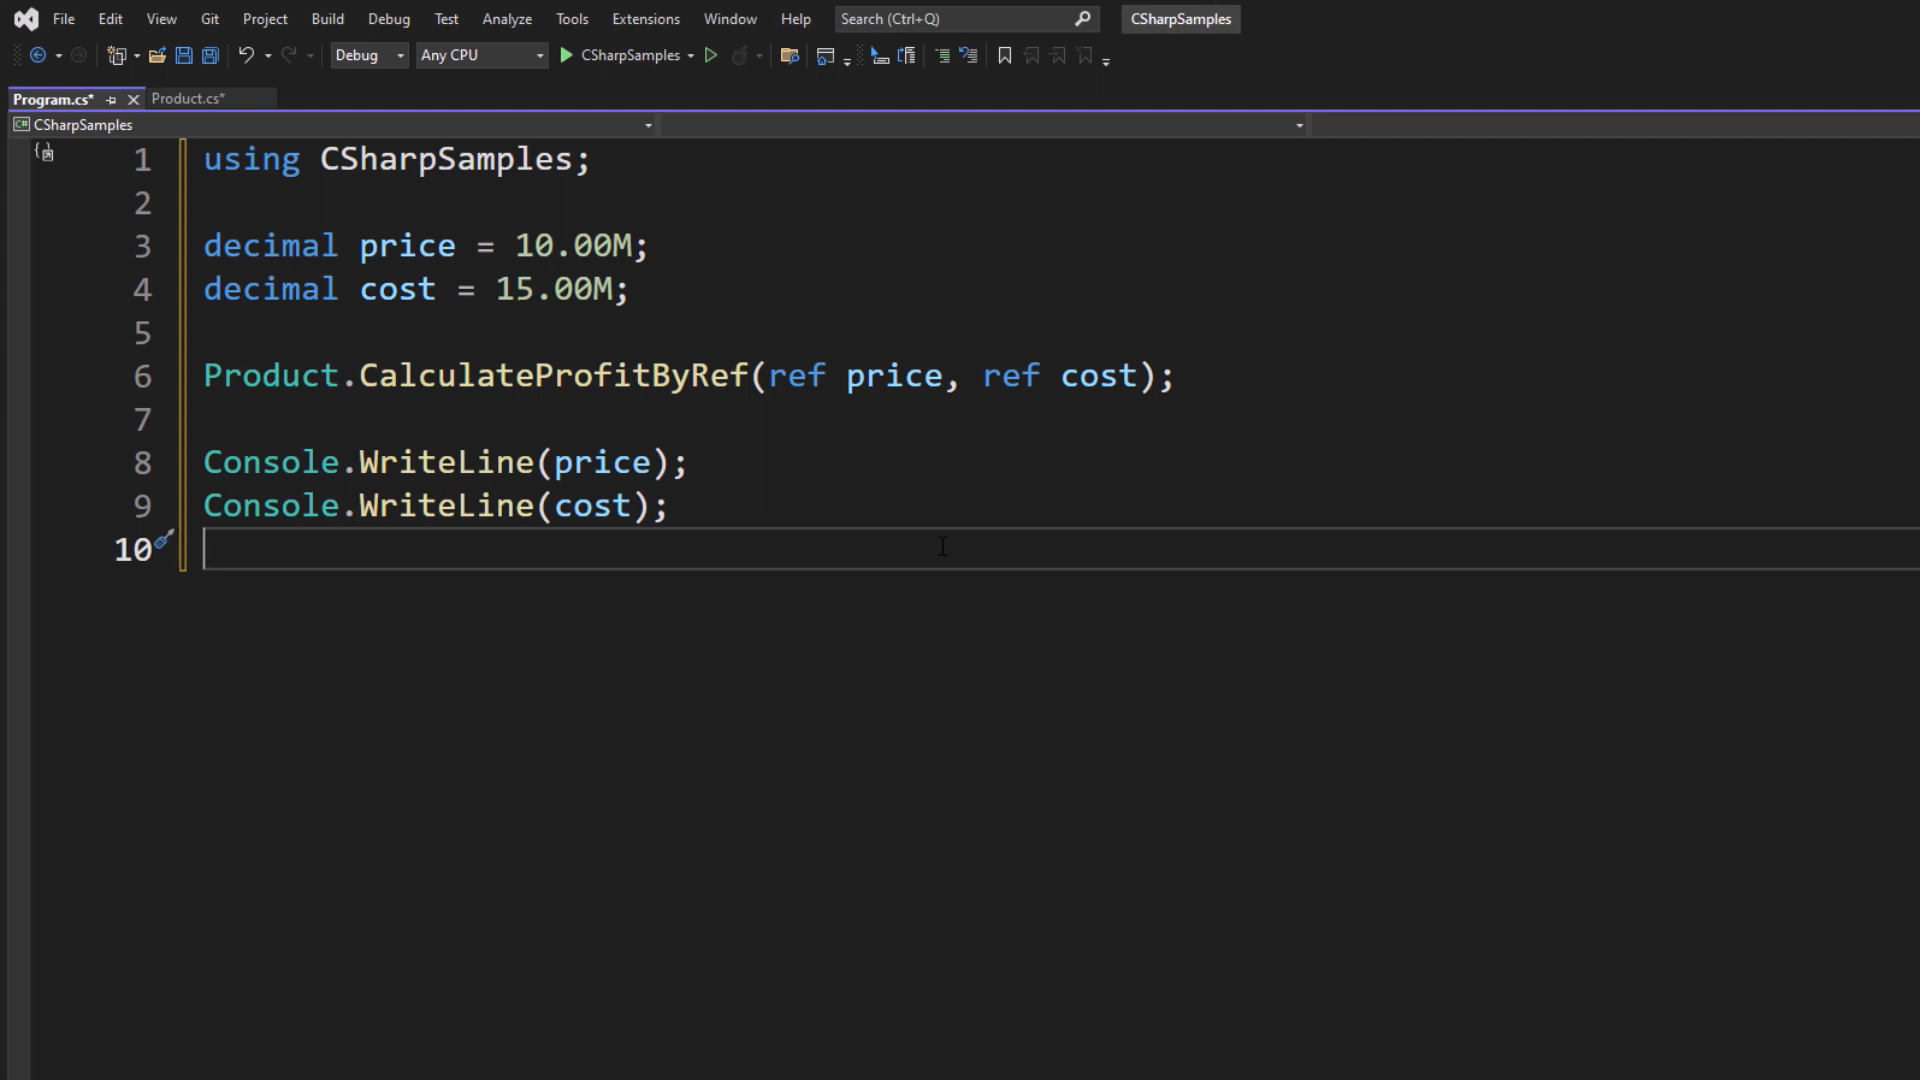 File Edit View Git Project Build Debug Test Analyze Tools Extensions Window Help Search (Ctrl+Q) CSharpSamples
Debug Any CPU CSharpSamples
Program.cs* Product.cs*
C# CSharpSamples
1 using CSharpSamples;
2
3 decimal price = 10.00M;
4 decimal cost = 15.00M;
5
6 Product.CalculateProfitByRef(ref price, ref cost);
7
8 Console.WriteLine(price);
9 Console.WriteLine(cost);
10